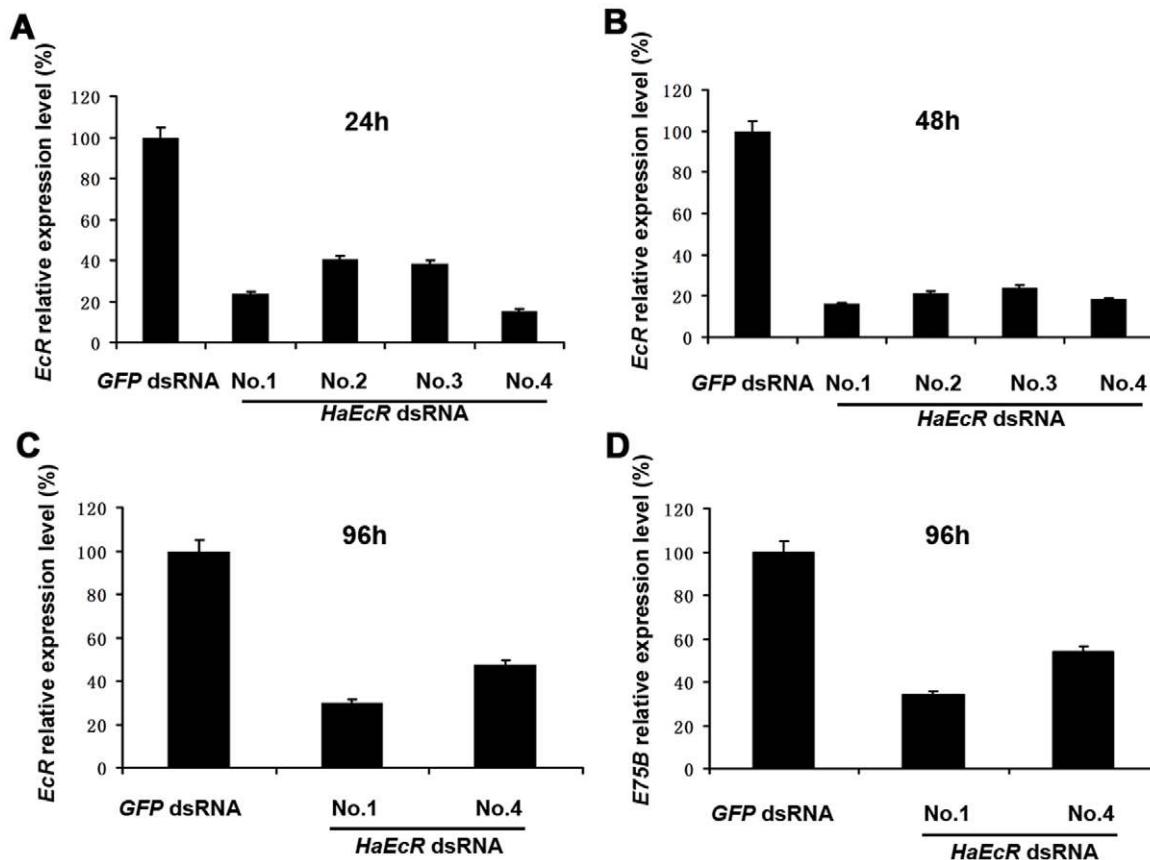 A
EcR relative expression level (%)
120
100
80
60
40
20
0
24h
GFP dsRNA No.1 No.2 No.3 No.4
HaEcR dsRNA
B
EcR relative expression level (%)
120
100
80
60
40
20
0
48h
GFP dsRNA No.1 No.2 No.3 No.4
HaEcR dsRNA
C
EcR relative expression level (%)
120
100
80
60
40
20
0
96h
GFP dsRNA No.1 No.4
HaEcR dsRNA
D
E75B relative expression level (%)
120
100
80
60
40
20
0
96h
GFP dsRNA No.1 No.4
HaEcR dsRNA